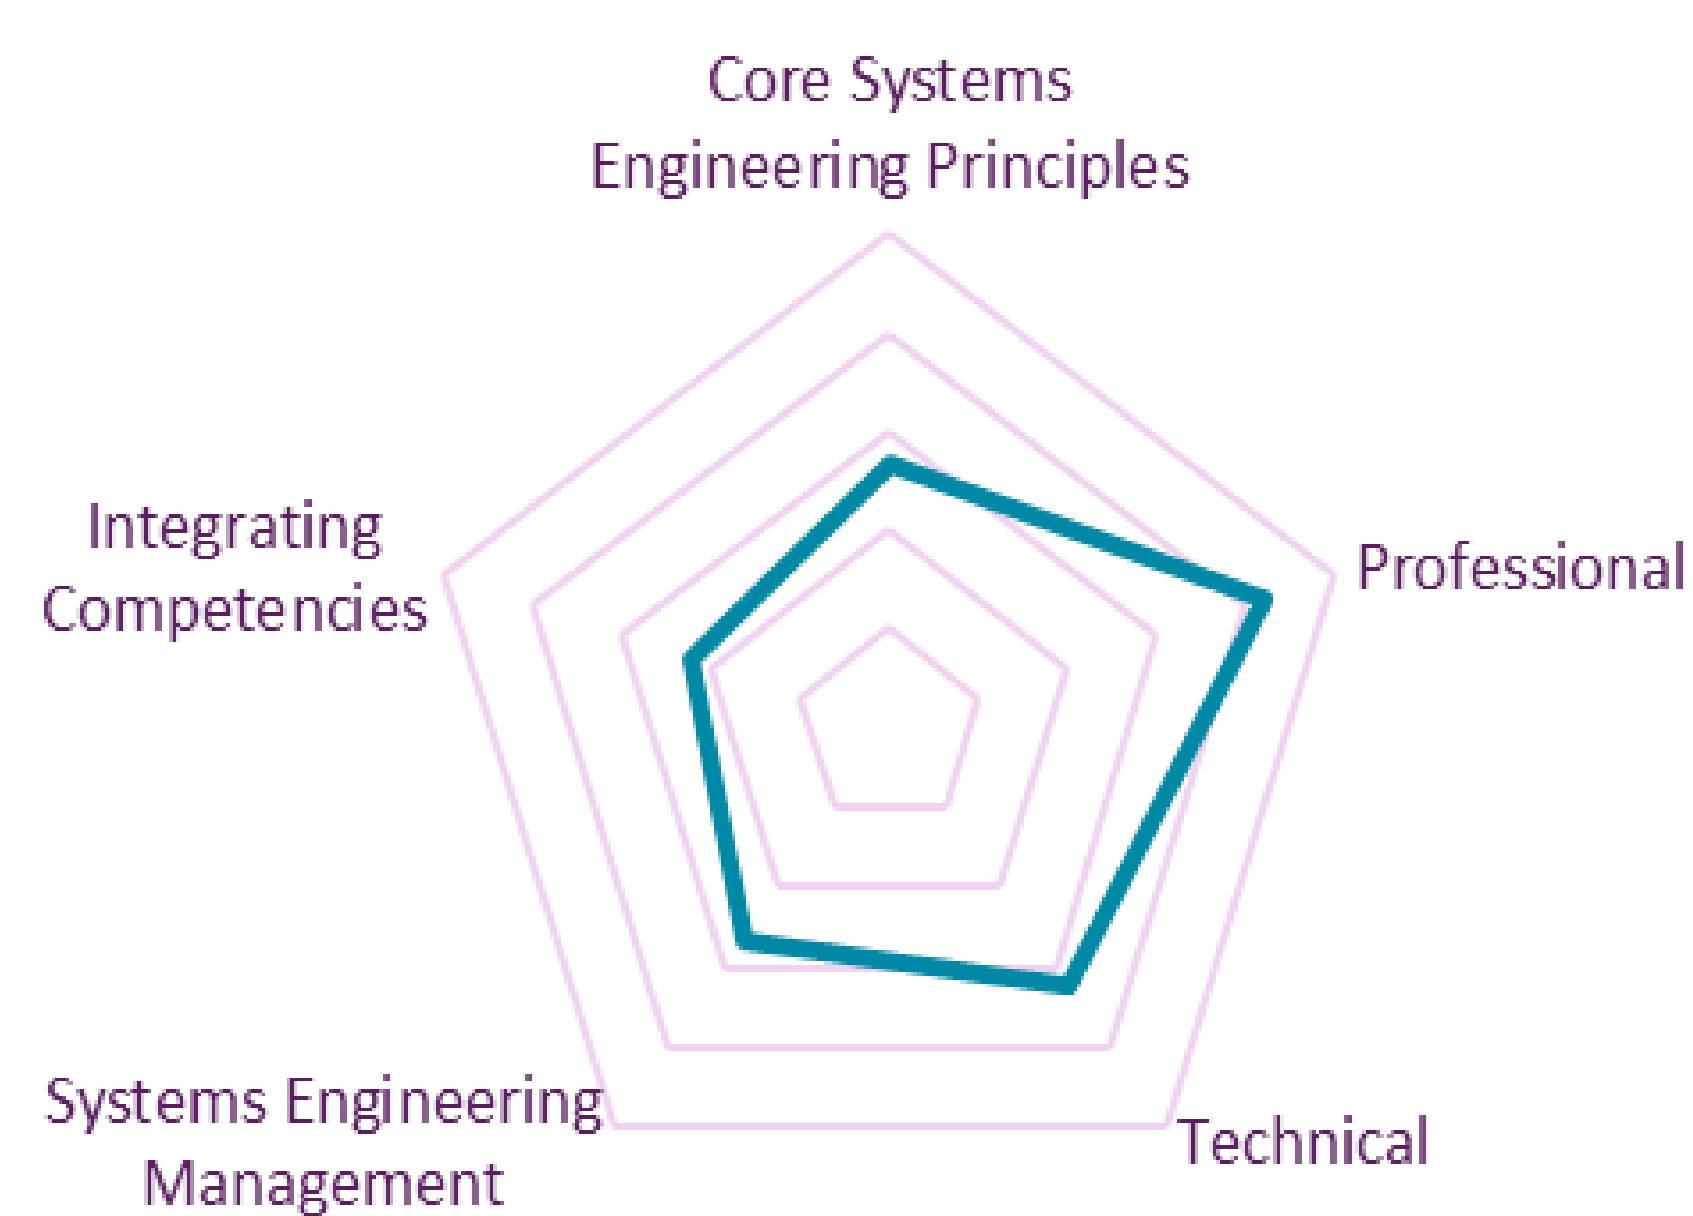 Core Systems
Engineering Principles
Professional
Technical
Systems Engineering
Management
Integrating
Competencies